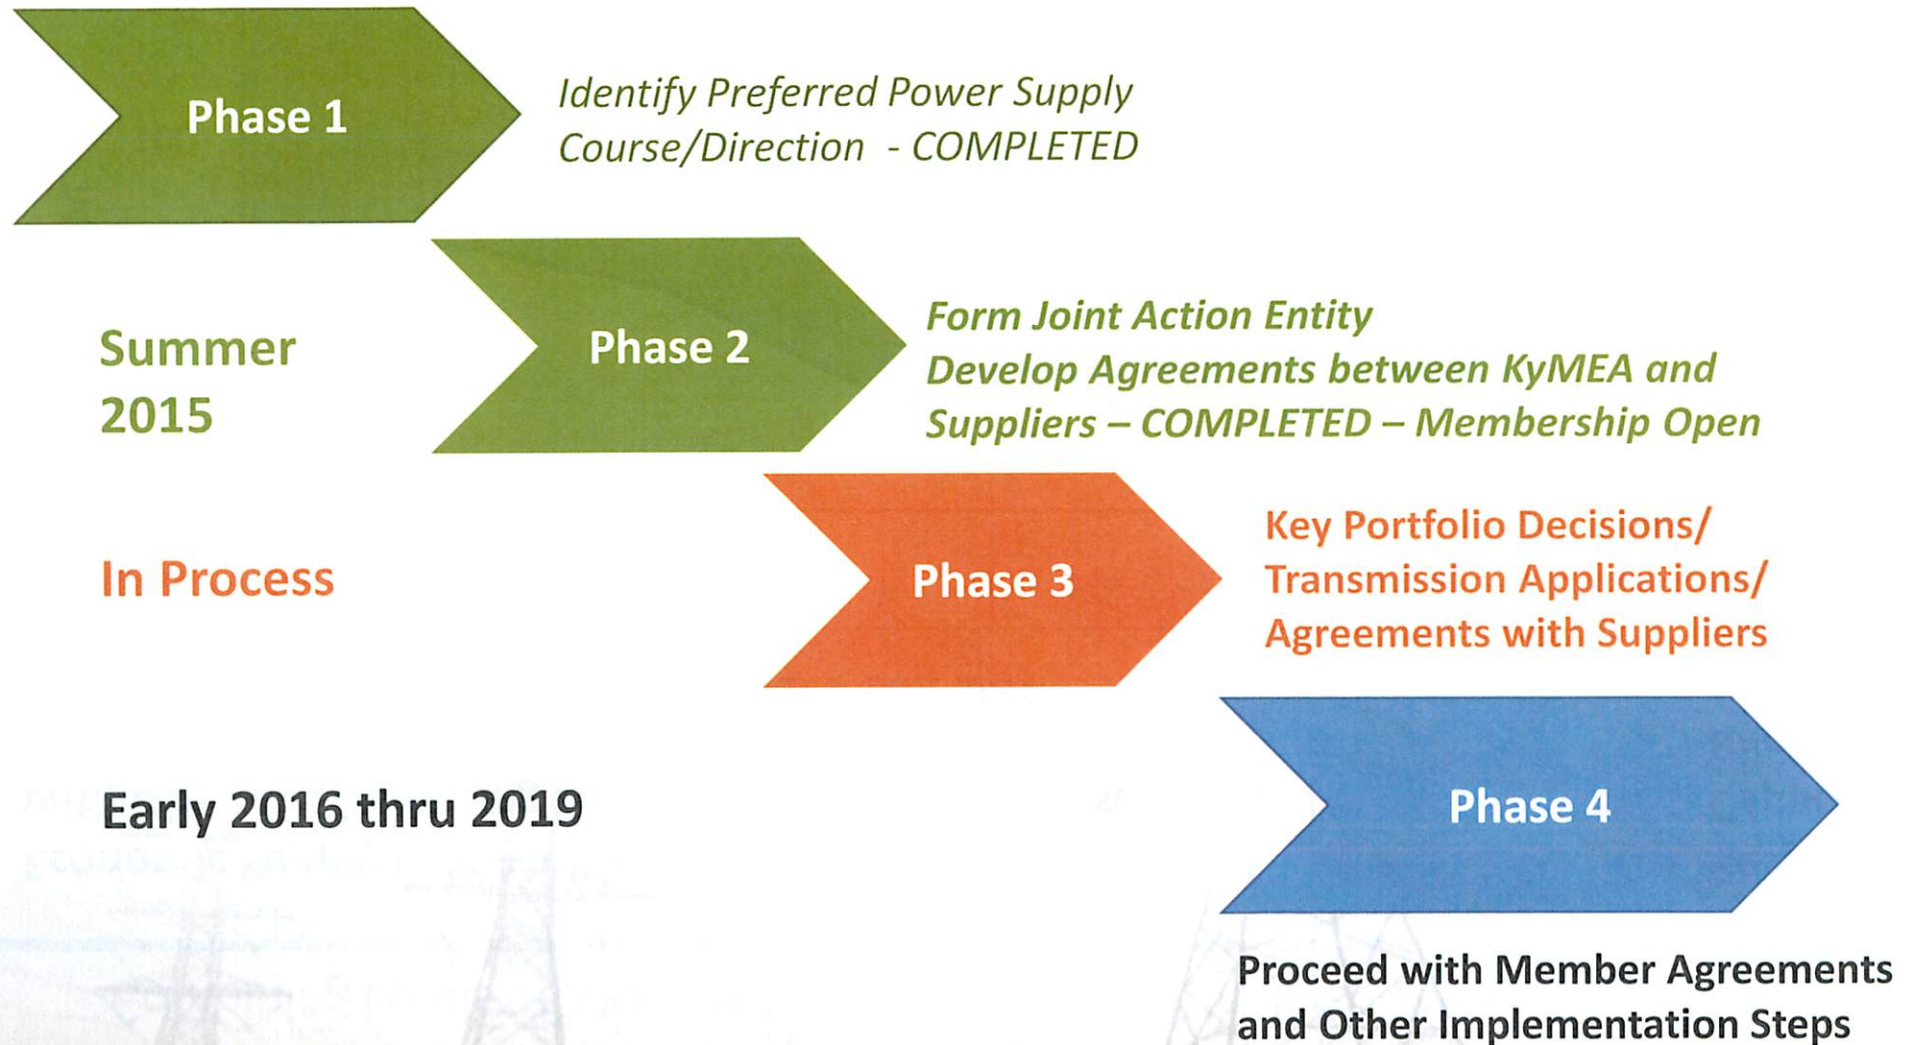 Phase 1
Identify Preferred Power Supply
Course/Direction - COMPLETED
Summer
2015
Phase 2
Form Joint Action Entity
Develop Agreements between KyMEA and
Suppliers – COMPLETED – Membership Open
In Process
Phase 3
Key Portfolio Decisions/
Transmission Applications/
Agreements with Suppliers
Early 2016 thru 2019
Phase 4
Proceed with Member Agreements
and Other Implementation Steps